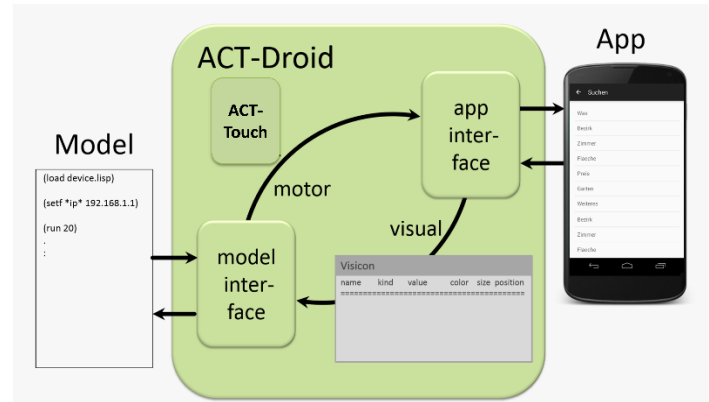 ACT-Droid
App
ACT-
Touch
app
inter-
face
Model
(load device.lisp)
(setf *ip* 192.168.1.1)
(run 20)
.
:
motor
visual
model
inter-
face
Visicon
name kind value color size position
==========================================
Suchen
Was
Bezirk
Zimmer
Flaeche
Preis
Garten
Weiteres
Bezirk
Zimmer
Flaeche